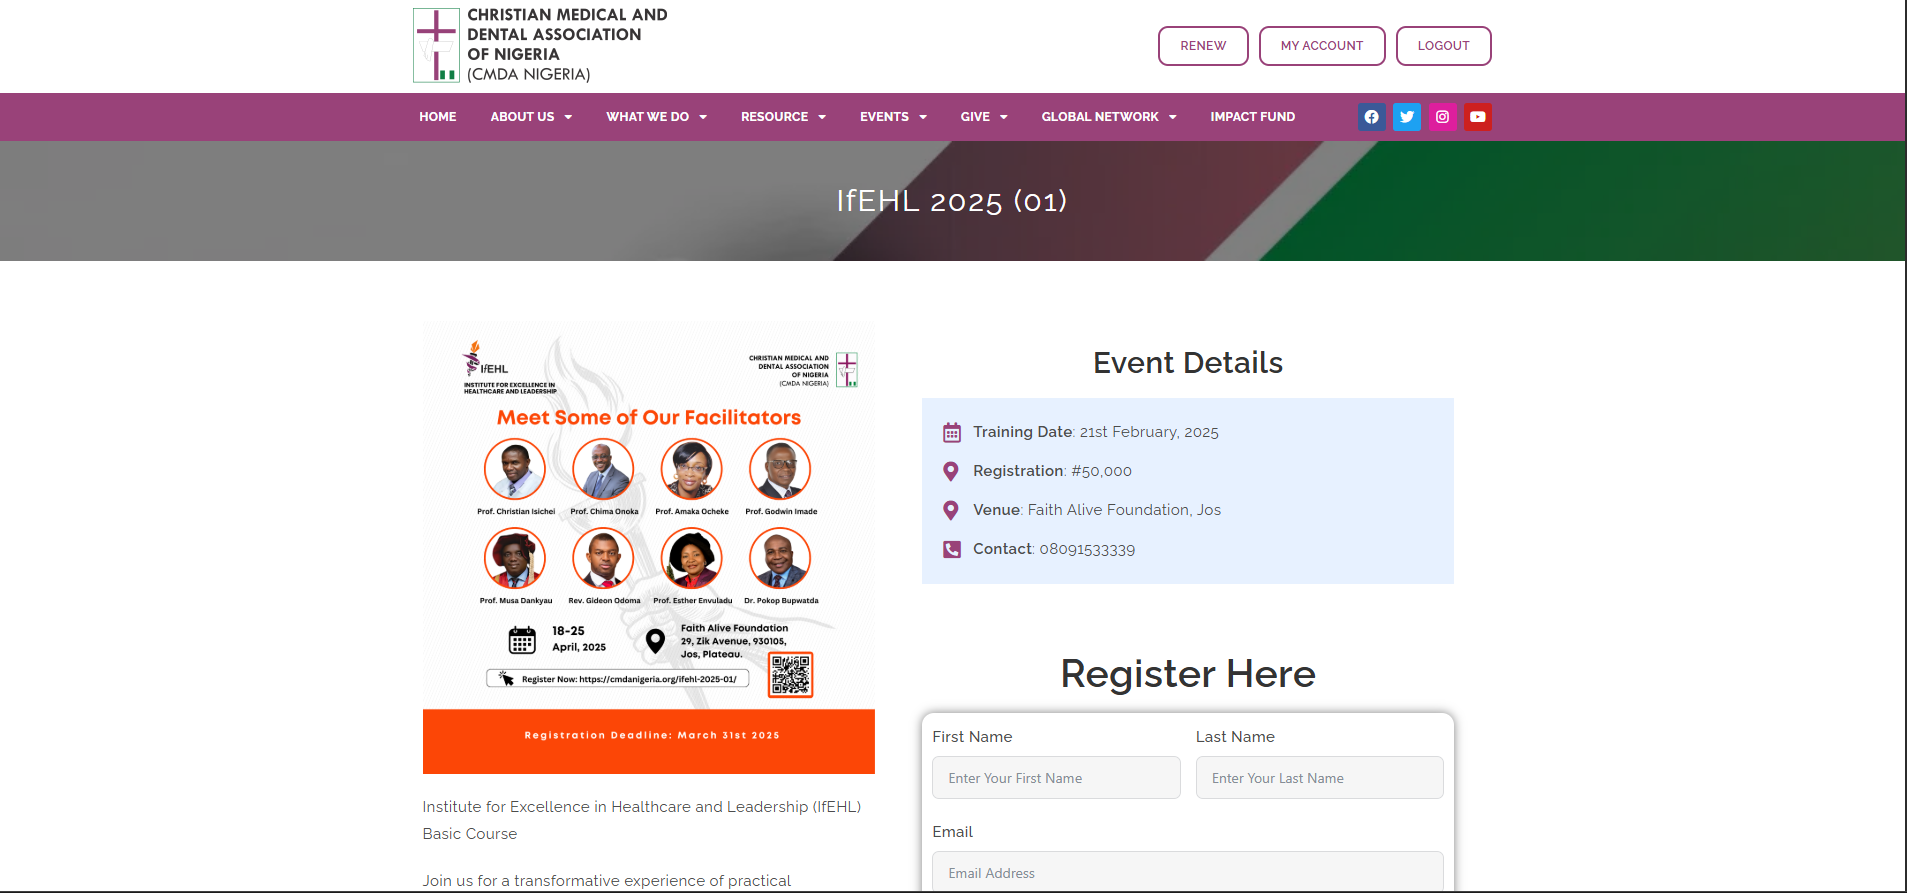 CHRISTIAN MEDICAL AND
DENTAL ASSOCIATION
OF NIGERIA
(CMDA NIGERIA)
RENEW
MY ACCOUNT
LOGOUT
HOME
ABOUT US
WHAT WE DO
RESOURCE
EVENTS
GIVE
GLOBAL NETWORK
IMPACT FUND
IfEHL 2025 (01)
IfEHL
INSTITUTE FOR EXCELLENCE IN
HEALTHCARE AND LEADERSHIP
CHRISTIAN MEDICAL AND
DENTAL ASSOCIATION
OF NIGERIA
(CMDA NIGERIA)
Meet Some of Our Facilitators
Prof. Christian Isichei
Prof. Chima Onoka
Prof. Amaka Ocheke
Prof. Godwin Imade
Prof. Musa Dankyau
Rev. Gideon Odoma
Prof. Esther Envuladu
Dr. Pokop Bupwatda
18-25
April, 2025
Faith Alive Foundation
29, Zik Avenue, 930105,
Jos, Plateau.
Register Now: https://cmdanigeria.org/ifehl-2025-01/
Registration Deadline: March 31st 2025
Institute for Excellence in Healthcare and Leadership (IfEHL)
Basic Course
Join us for a transformative experience of practical
Event Details
Training Date: 21st February, 2025
Registration: #50,000
Venue: Faith Alive Foundation, Jos
Contact: 08091533339
Register Here
First Name
Last Name
Enter Your First Name
Enter Your Last Name
Email
Email Address